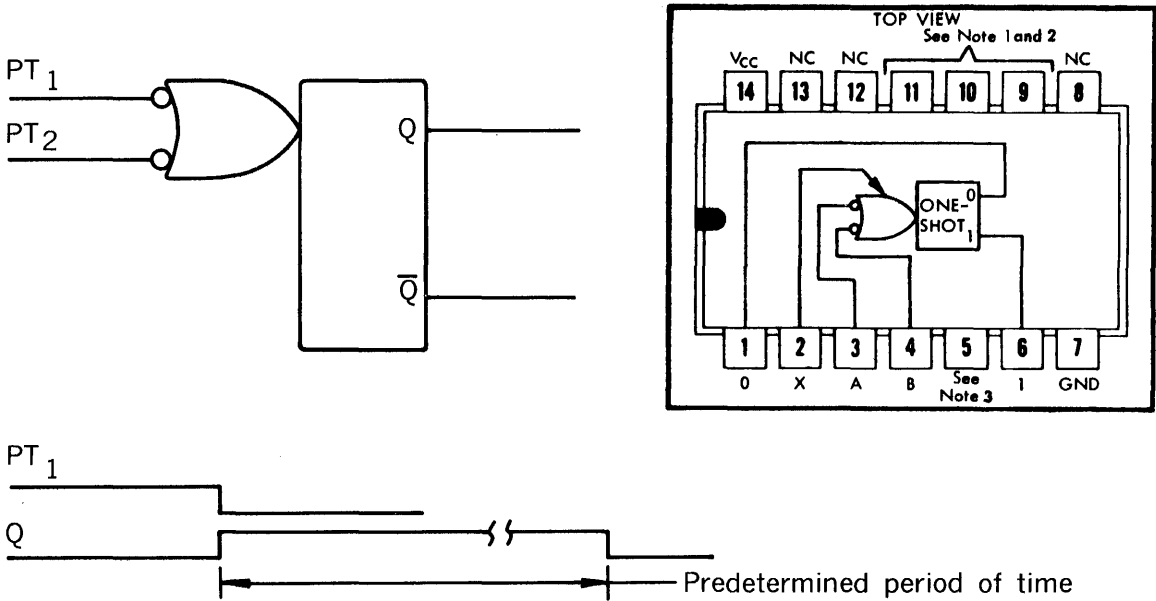 PT1
PT2
Q
Q̅
TOP VIEW
See Note 1 and 2
VCC NC NC NC
14 13 12 11 10 9 8
ONE-SHOT
0
1
1 2 3 4 5 6 7
0 X A B See Note 3 1 GND
PT1
Q
Predetermined period of time